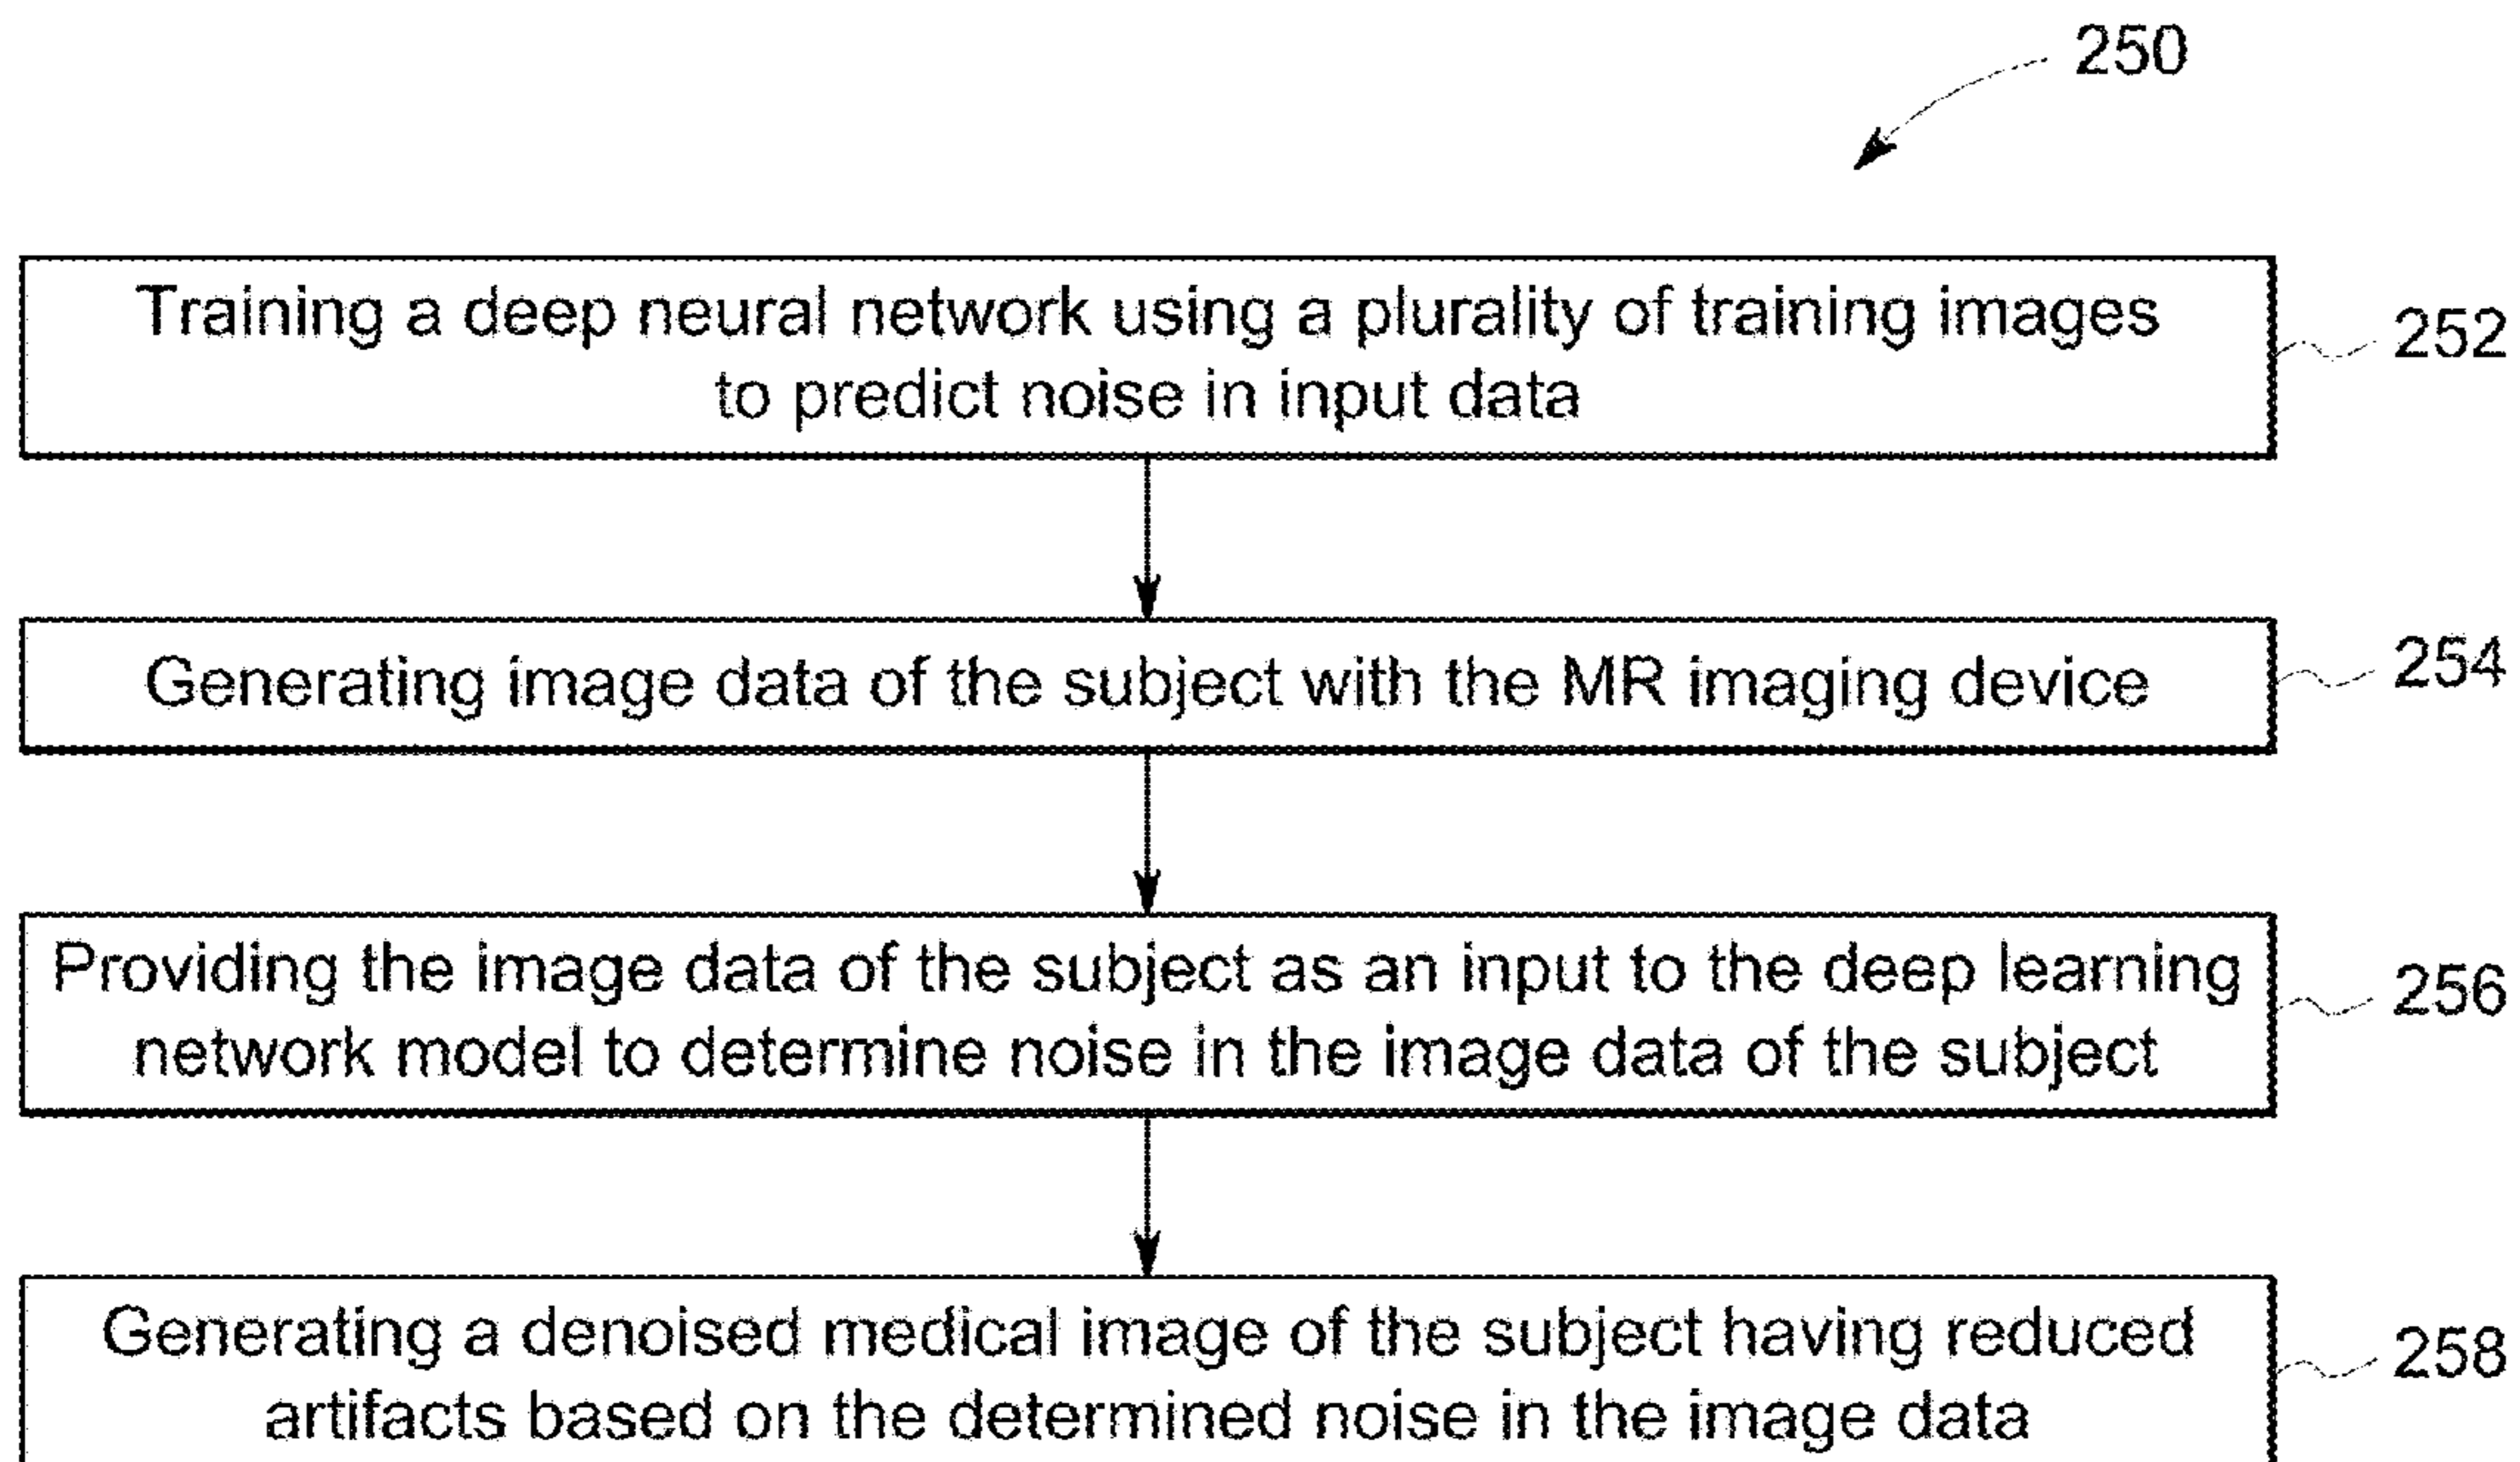 250
Training a deep neural network using a plurality of training images
to predict noise in input data
252
Generating image data of the subject with the MR imaging device
254
Providing the image data of the subject as an input to the deep learning
network model to determine noise in the image data of the subject
256
Generating a denoised medical image of the subject having reduced
artifacts based on the determined noise in the image data
258